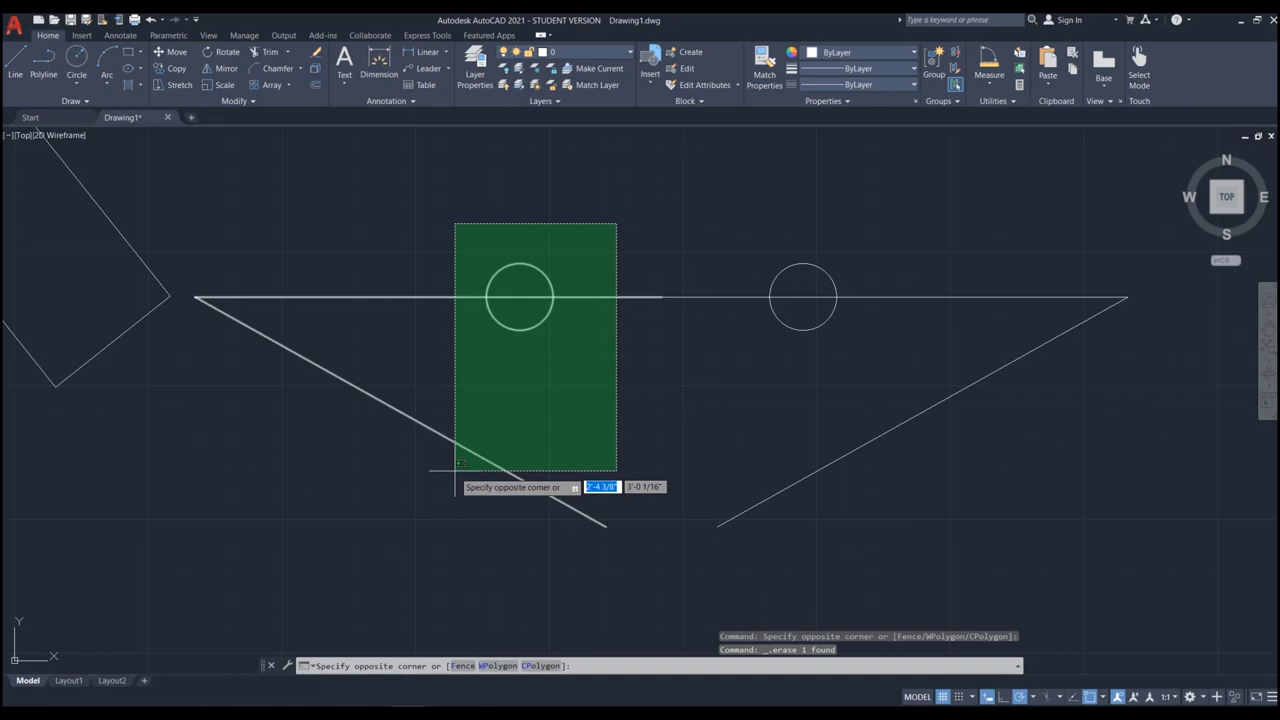 Autodesk AutoCAD 2021 - STUDENT VERSION Drawing1.dwg
Type a keyword or phrase
Sign In
Home Insert Annotate Parametric View Manage Output Add-ins Collaborate Express Tools Featured Apps
Line Polyline Circle Arc
Move Rotate Trim
Copy Mirror Chamfer
Stretch Scale Array
Text Dimension
Linear
Leader
Table
Layer Properties
0
Make Current
Match Layer
Insert
Create
Edit
Edit Attributes
Match Properties
ByLayer
ByLayer
ByLayer
Group
Measure
Paste
Base
Select Mode
Draw Modify Annotation Layers Block Properties Groups Utilities Clipboard View Touch
Start Drawing1*
[−][Top][2D Wireframe]
N
W TOP E
S
WCS
Specify opposite corner or 2'-4 3/8" 3'-0 1/16"
Y
X
Command: Specify opposite corner or [Fence/WPolygon/CPolygon]:
Command: _.erase 1 found
Specify opposite corner or [Fence WPolygon CPolygon]:
Model Layout1 Layout2
MODEL 1:1